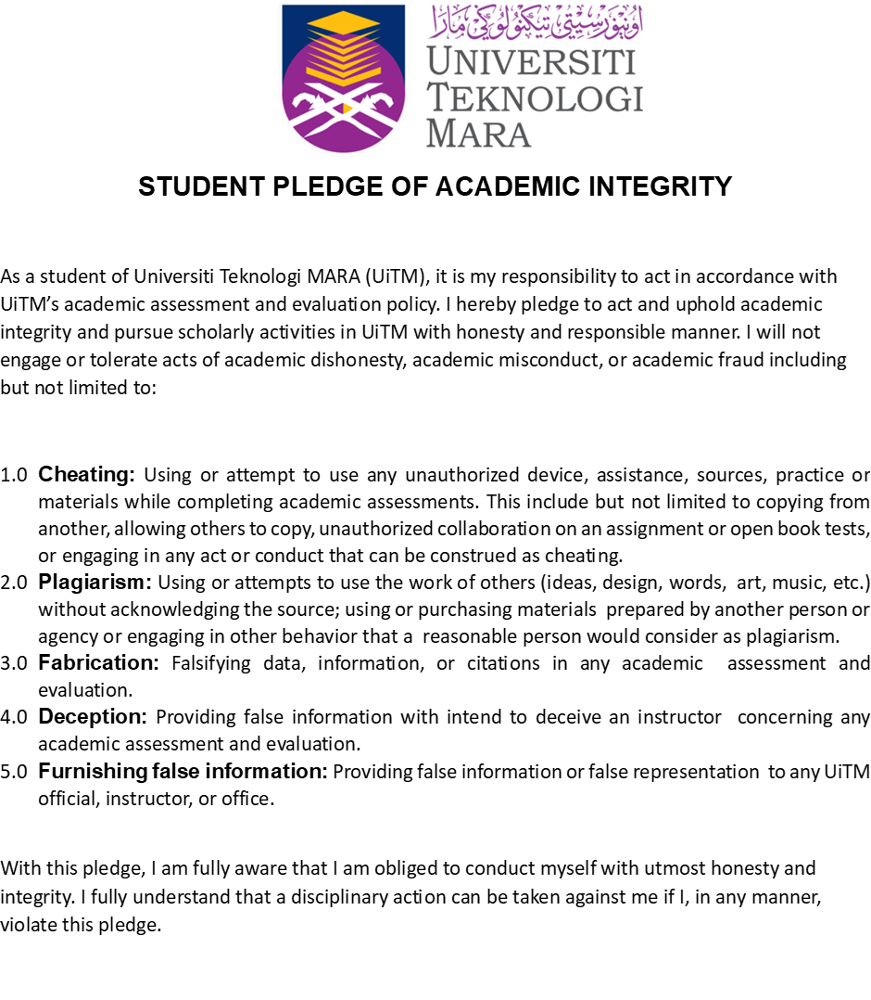 اونيۏرسيتي تيكنولوڬي مارا
UNIVERSITI
TEKNOLOGI
MARA
STUDENT PLEDGE OF ACADEMIC INTEGRITY
As a student of Universiti Teknologi MARA (UiTM), it is my responsibility to act in accordance with
UiTM’s academic assessment and evaluation policy. I hereby pledge to act and uphold academic
integrity and pursue scholarly activities in UiTM with honesty and responsible manner. I will not
engage or tolerate acts of academic dishonesty, academic misconduct, or academic fraud including
but not limited to:
1.0 Cheating: Using or attempt to use any unauthorized device, assistance, sources, practice or
materials while completing academic assessments. This include but not limited to copying from
another, allowing others to copy, unauthorized collaboration on an assignment or open book tests,
or engaging in any act or conduct that can be construed as cheating.
2.0 Plagiarism: Using or attempts to use the work of others (ideas, design, words, art, music, etc.)
without acknowledging the source; using or purchasing materials prepared by another person or
agency or engaging in other behavior that a reasonable person would consider as plagiarism.
3.0 Fabrication: Falsifying data, information, or citations in any academic assessment and
evaluation.
4.0 Deception: Providing false information with intend to deceive an instructor concerning any
academic assessment and evaluation.
5.0 Furnishing false information: Providing false information or false representation to any UiTM
official, instructor, or office.
With this pledge, I am fully aware that I am obliged to conduct myself with utmost honesty and
integrity. I fully understand that a disciplinary action can be taken against me if I, in any manner,
violate this pledge.